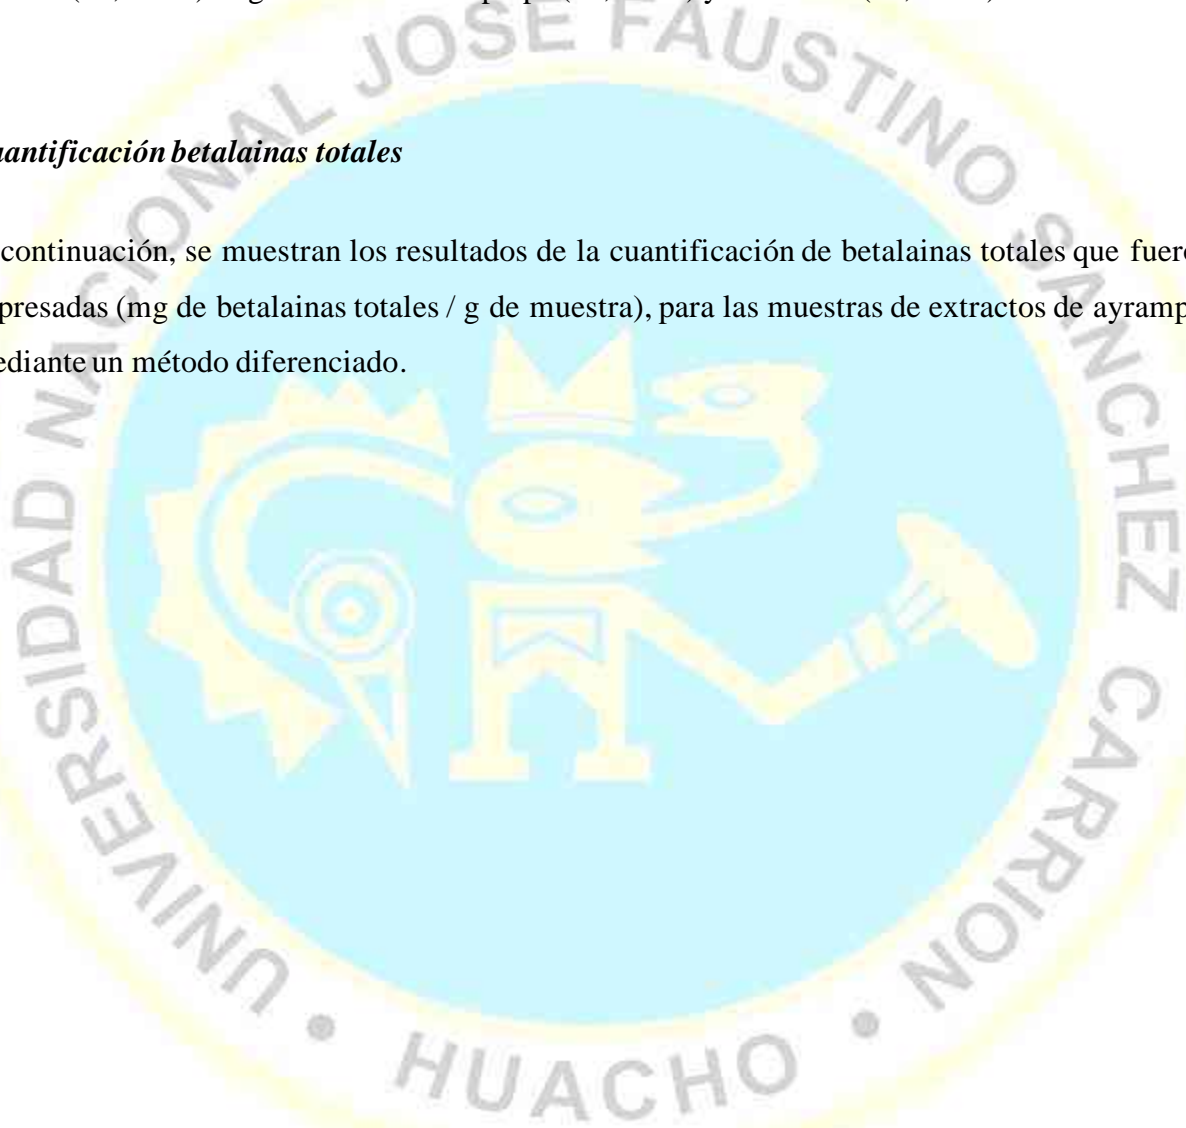 uantificación betalainas totales
continuación, se muestran los resultados de la cuantificación de betalainas totales que fuero
presadas (mg de betalainas totales / g de muestra), para las muestras de extractos de ayramp
ediante un método diferenciado.
UNIVERSIDAD NACIONAL JOSE FAUSTINO SANCHEZ CARRION • HUACHO •